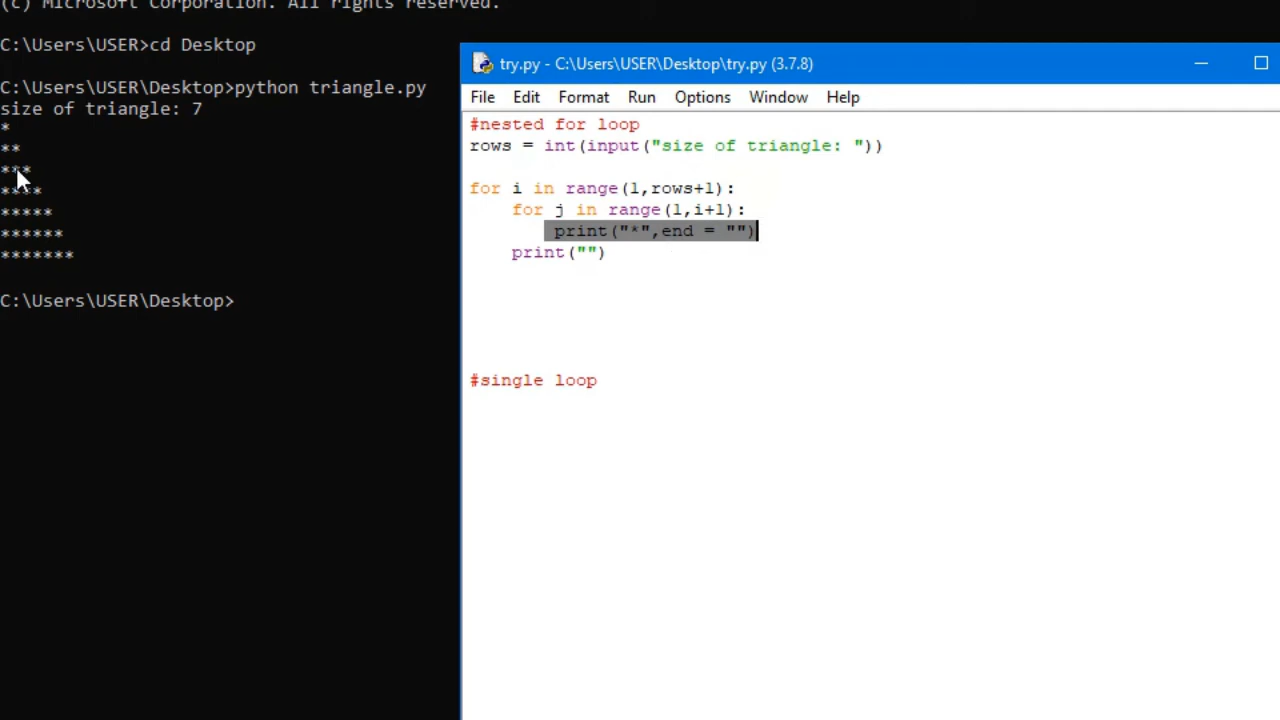 (c) Microsoft Corporation. All rights reserved.
C:\Users\USER>cd Desktop
C:\Users\USER\Desktop>python triangle.py
size of triangle: 7
*
**
***
****
*****
******
*******
C:\Users\USER\Desktop>
try.py - C:\Users\USER\Desktop\try.py (3.7.8)
File Edit Format Run Options Window Help
#nested for loop
rows = int(input("size of triangle: "))
for i in range(1,rows+1):
    for j in range(1,i+1):
        print("*",end = "")
    print("")
#single loop